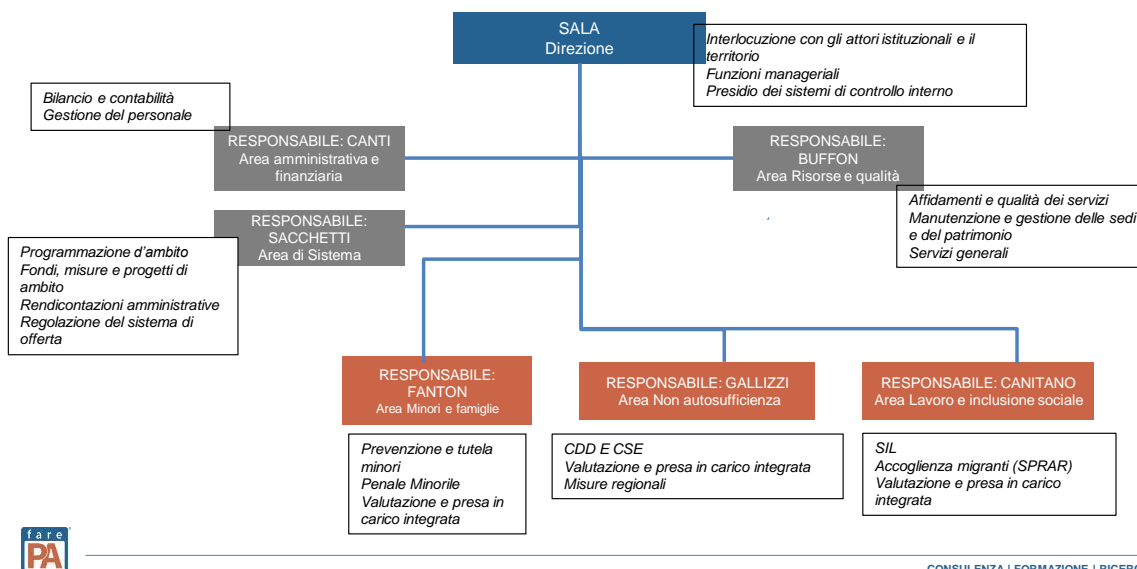 SALA
Direzione
Interlocuzione con gli attori istituzionali e il
territorio
Funzioni manageriali
Presidio dei sistemi di controllo interno
Bilancio e contabilità
Gestione del personale
RESPONSABILE: CANTI
Area amministrativa e
finanziaria
RESPONSABILE:
BUFFON
Area Risorse e qualità
Affidamenti e qualità dei servizi
Manutenzione e gestione delle sedi
e del patrimonio
Servizi generali
RESPONSABILE:
SACCHETTI
Area di Sistema
Programmazione d'ambito
Fondi, misure e progetti di
ambito
Rendicontazioni amministrative
Regolazione del sistema di
offerta
RESPONSABILE:
FANTON
Area Minori e famiglie
RESPONSABILE: GALLIZZI
Area Non autosufficienza
RESPONSABILE: CANITANO
Area Lavoro e inclusione sociale
Prevenzione e tutela
minori
Penale Minorile
Valutazione e presa in
carico integrata
CDD E CSE
Valutazione e presa in carico integrata
Misure regionali
SIL
Accoglienza migranti (SPRAR)
Valutazione e presa in carico
integrata
fare
PA
CONSULENZA | FORMAZIONE |